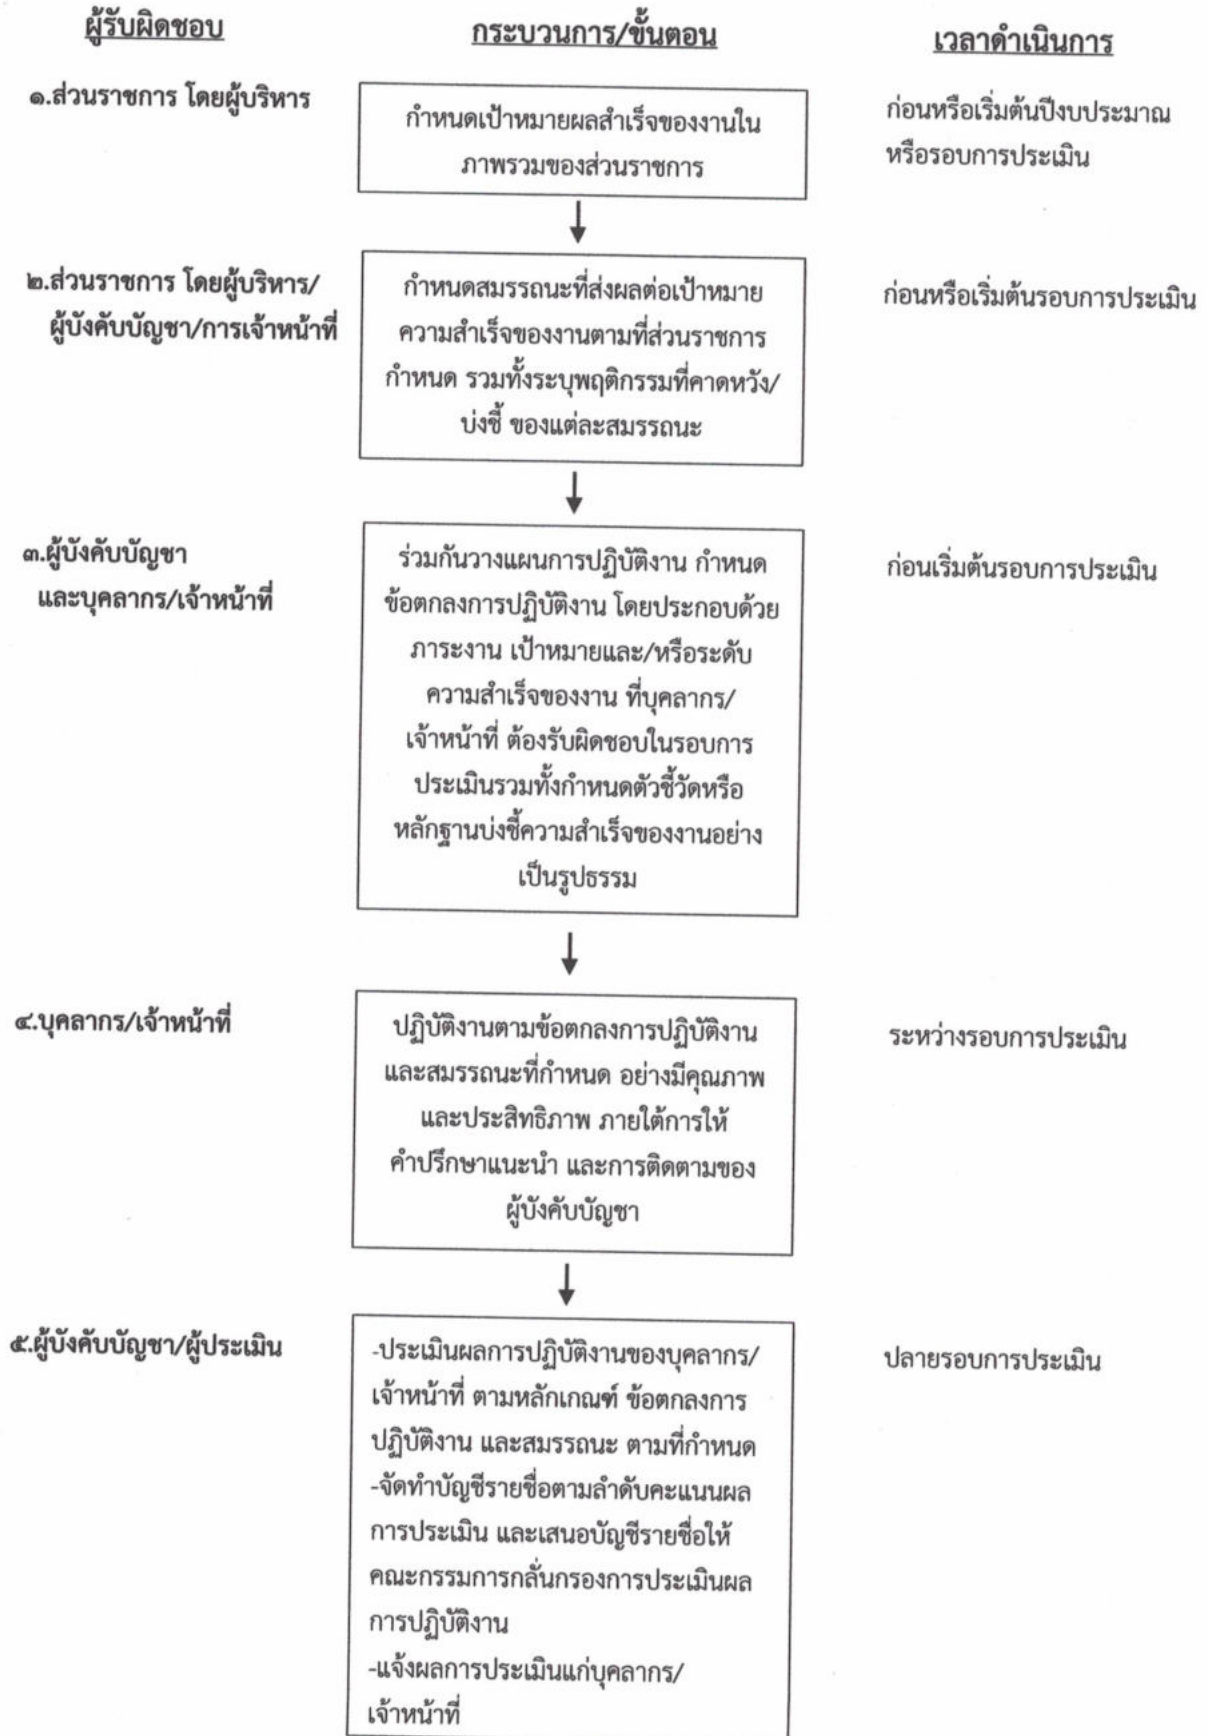 ผู้รับผิดชอบ
กระบวนการ/ขั้นตอน
เวลาดำเนินการ
๑.ส่วนราชการ โดยผู้บริหาร
กำหนดเป้าหมายผลสำเร็จของงานใน
ภาพรวมของส่วนราชการ
ก่อนหรือเริ่มต้นปีงบประมาณ
หรือรอบการประเมิน
๒.ส่วนราชการ โดยผู้บริหาร/
ผู้บังคับบัญชา/การเจ้าหน้าที่
กำหนดสมรรถนะที่ส่งผลต่อเป้าหมาย
ความสำเร็จของงานตามที่ส่วนราชการ
กำหนด รวมทั้งระบุพฤติกรรมที่คาดหวัง/
บ่งชี้ ของแต่ละสมรรถนะ
ก่อนหรือเริ่มต้นรอบการประเมิน
๓.ผู้บังคับบัญชา
และบุคลากร/เจ้าหน้าที่
ร่วมกันวางแผนการปฏิบัติงาน กำหนด
ข้อตกลงการปฏิบัติงาน โดยประกอบด้วย
ภาระงาน เป้าหมายและ/หรือระดับ
ความสำเร็จของงาน ที่บุคลากร/
เจ้าหน้าที่ ต้องรับผิดชอบในรอบการ
ประเมินรวมทั้งกำหนดตัวชี้วัดหรือ
หลักฐานบ่งชี้ความสำเร็จของงานอย่าง
เป็นรูปธรรม
ก่อนเริ่มต้นรอบการประเมิน
๔.บุคลากร/เจ้าหน้าที่
ปฏิบัติงานตามข้อตกลงการปฏิบัติงาน
และสมรรถนะที่กำหนด อย่างมีคุณภาพ
และประสิทธิภาพ ภายใต้การให้
คำปรึกษาแนะนำ และการติดตามของ
ผู้บังคับบัญชา
ระหว่างรอบการประเมิน
๕.ผู้บังคับบัญชา/ผู้ประเมิน
-ประเมินผลการปฏิบัติงานของบุคลากร/
เจ้าหน้าที่ ตามหลักเกณฑ์ ข้อตกลงการ
ปฏิบัติงาน และสมรรถนะ ตามที่กำหนด
-จัดทำบัญชีรายชื่อตามลำดับคะแนนผล
การประเมิน และเสนอบัญชีรายชื่อให้
คณะกรรมการกลั่นกรองการประเมินผล
การปฏิบัติงาน
-แจ้งผลการประเมินแก่บุคลากร/
เจ้าหน้าที่
ปลายรอบการประเมิน